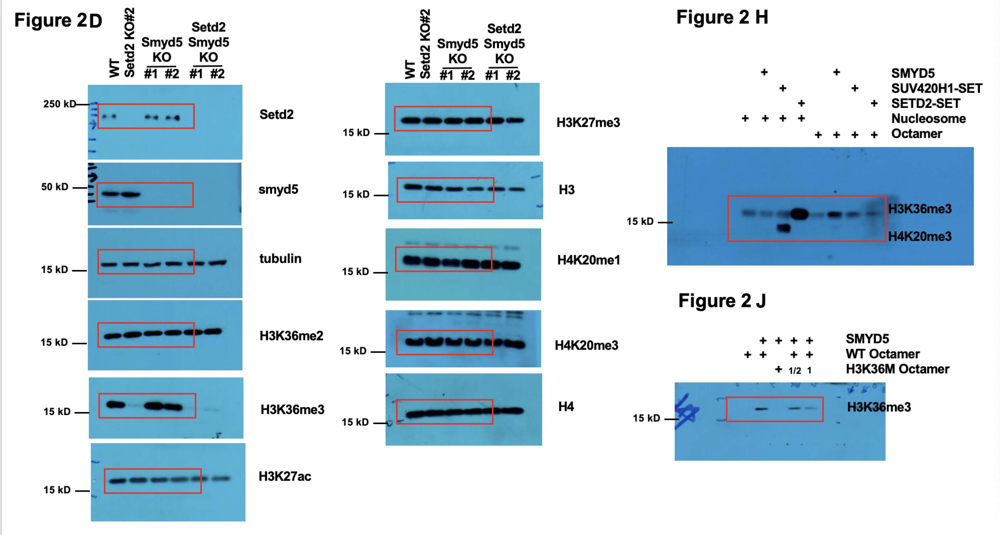 Figure 2D
WT
Setd2 KO#2
Smyd5
KO
#1 #2
Setd2
Smyd5
KO
#1 #2
250 kD
Setd2
50 kD
smyd5
15 kD
tubulin
15 kD
H3K36me2
15 kD
H3K36me3
15 kD
H3K27ac
WT
Setd2 KO#2
Smyd5
KO
#1 #2
Setd2
Smyd5
KO
#1 #2
15 kD
H3K27me3
15 kD
H3
15 kD
H4K20me1
15 kD
H4K20me3
15 kD
H4
Figure 2 H
+ + SMYD5
+ + SUV420H1-SET
+ + SETD2-SET
+ + + + Nucleosome
+ + + + Octamer
H3K36me3
15 kD
H4K20me3
Figure 2 J
+ + + + SMYD5
+ + + + WT Octamer
+ 1/2 1 H3K36M Octamer
H3K36me3
15 kD